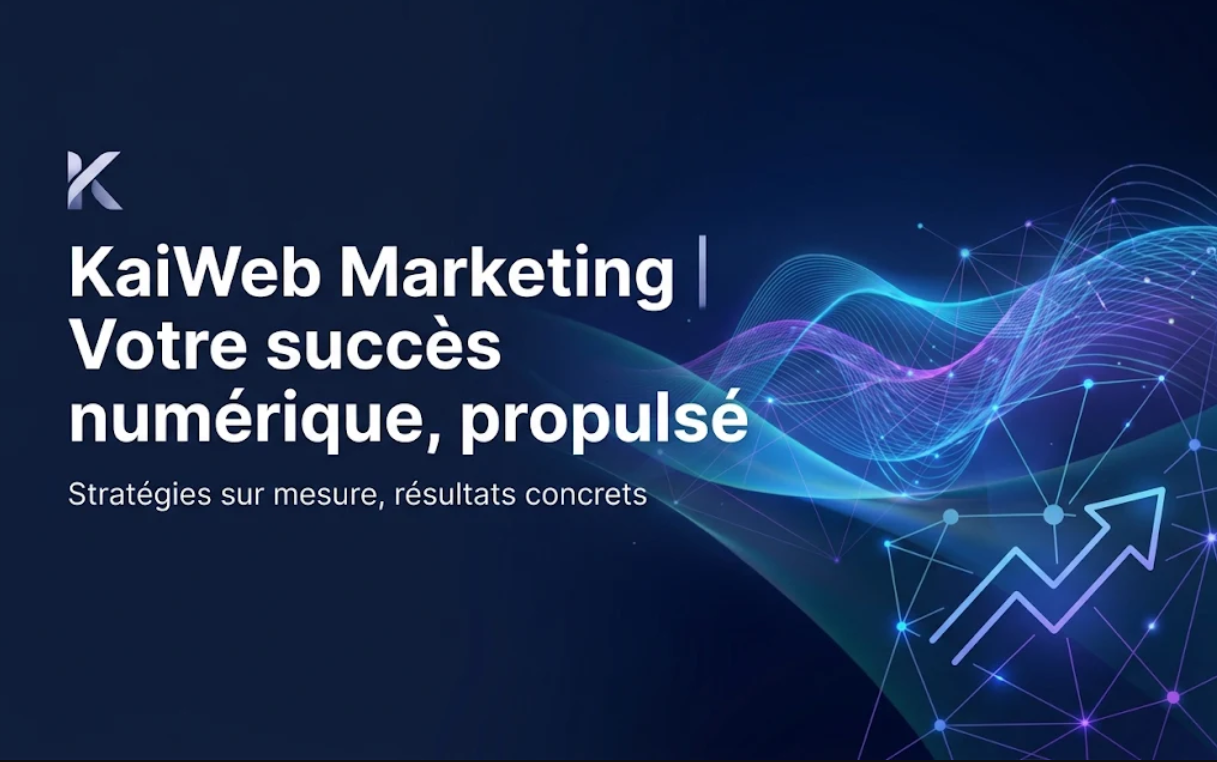 K
KaiWeb Marketing |
Votre succès
numérique, propulsé
Stratégies sur mesure, résultats concrets